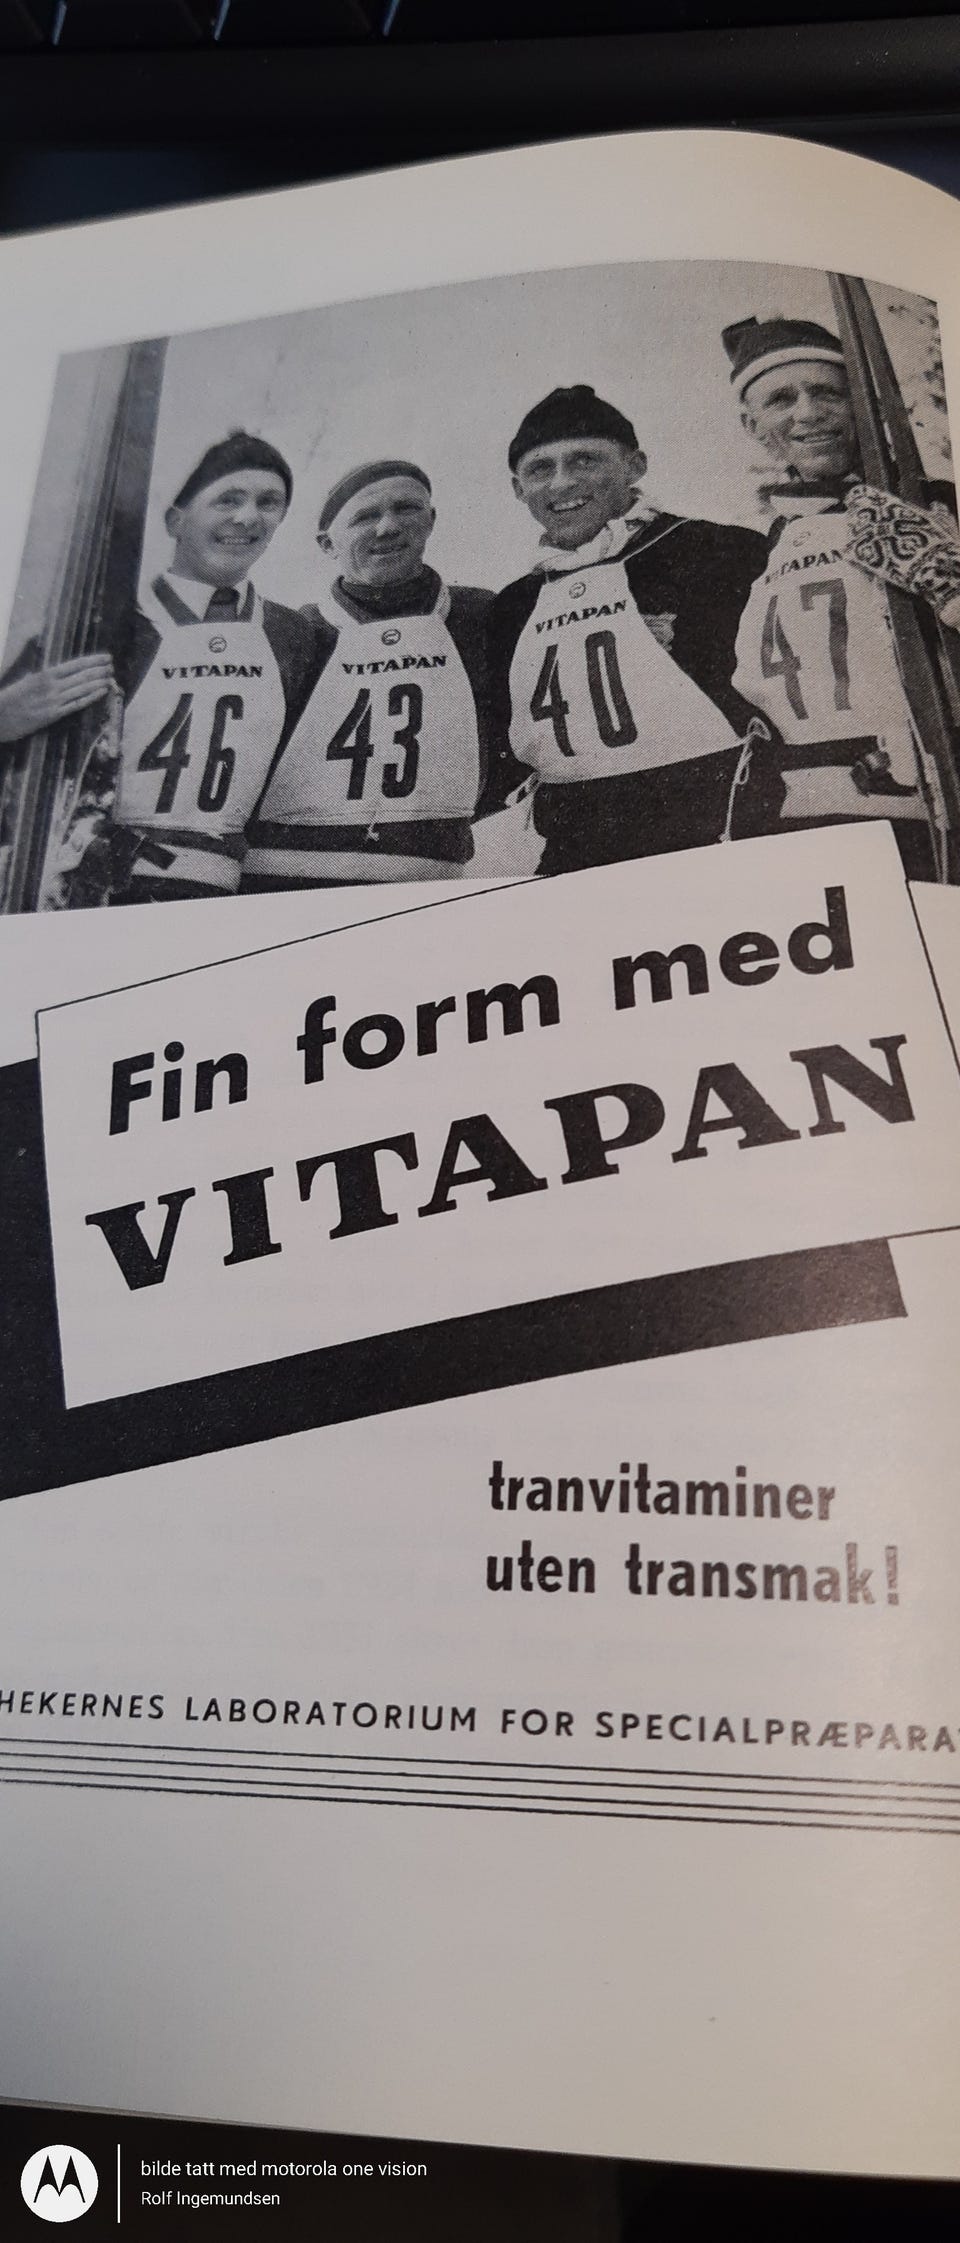 VITAPAN
46
VITAPAN
43
VITAPAN
40
VITAPAN
47
Fin form med
VITAPAN
tranvitaminer
uten transmak!
HEKERNES LABORATORIUM FOR SPECIALPRÆPARA
bilde tatt med motorola one vision
Rolf Ingemundsen